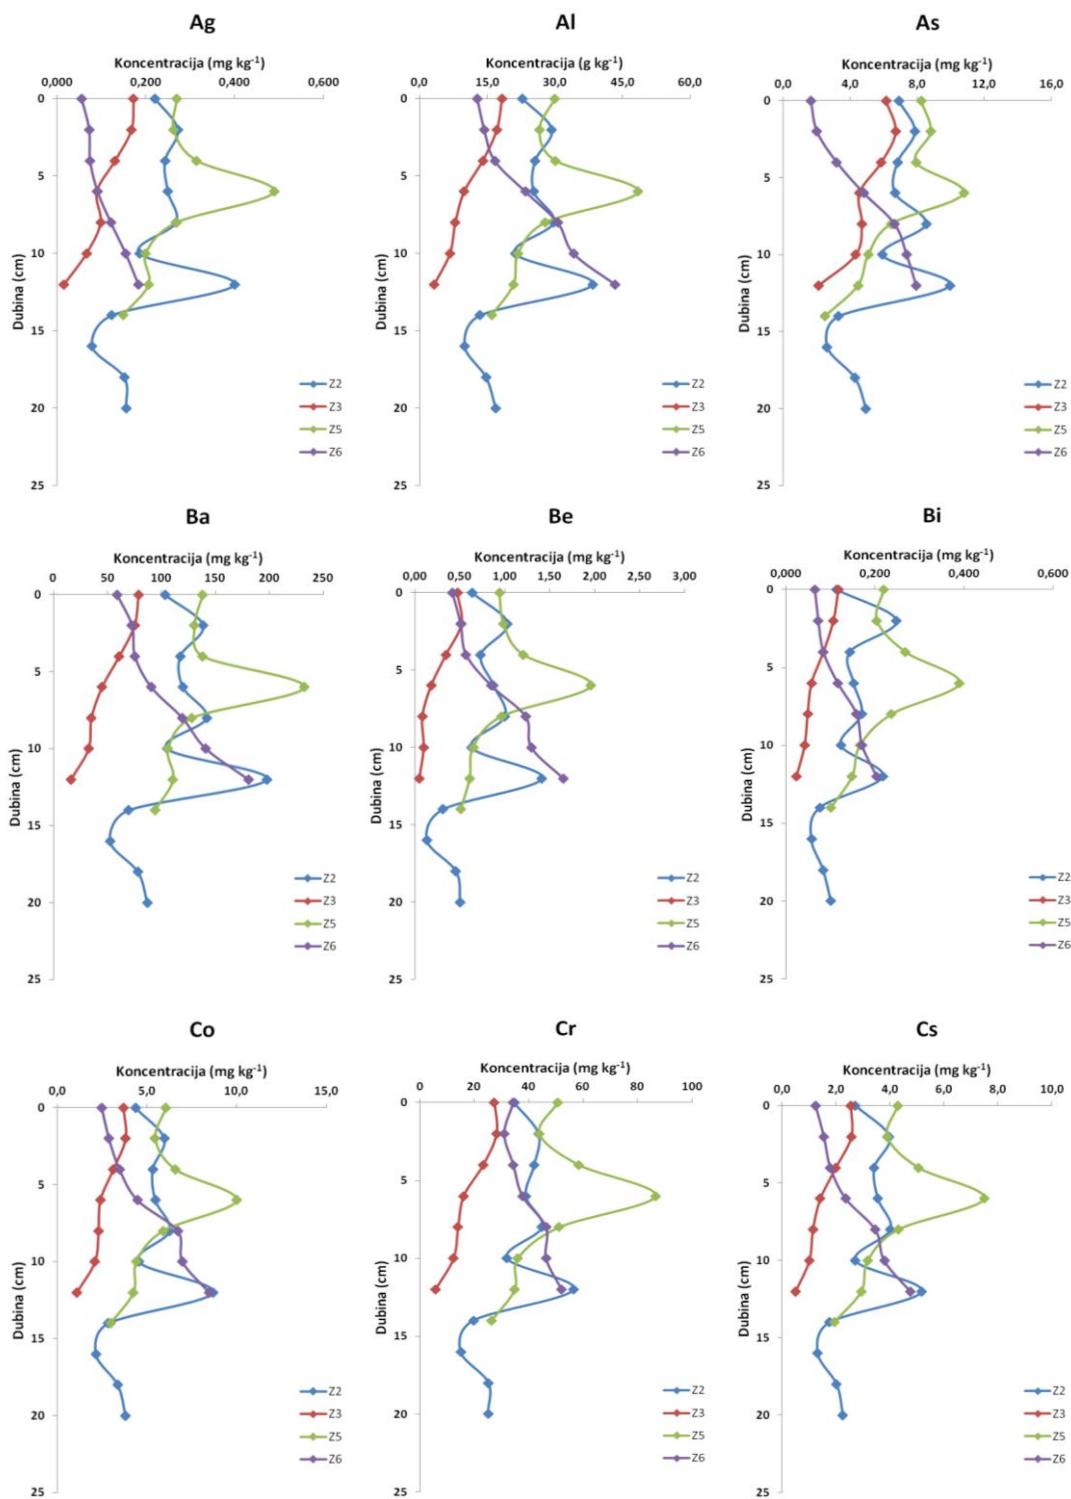 Ag
Koncentracija (mg kg⁻¹)
0,000 0,200 0,400 0,600
0
5
10
15
20
25
Dubina (cm)
Z2
Z3
Z5
Z6
Al
Koncentracija (g kg⁻¹)
0,0 15,0 30,0 45,0 60,0
0
5
10
15
20
25
Dubina (cm)
Z2
Z3
Z5
Z6
As
Koncentracija (mg kg⁻¹)
0,0 4,0 8,0 12,0 16,0
0
5
10
15
20
25
Dubina (cm)
Z2
Z3
Z5
Z6
Ba
Koncentracija (mg kg⁻¹)
0 50 100 150 200 250
0
5
10
15
20
25
Dubina (cm)
Z2
Z3
Z5
Z6
Be
Koncentracija (mg kg⁻¹)
0,00 0,50 1,00 1,50 2,00 2,50 3,00
0
5
10
15
20
25
Dubina (cm)
Z2
Z3
Z5
Z6
Bi
Koncentracija (mg kg⁻¹)
0,000 0,200 0,400 0,600
0
5
10
15
20
25
Dubina (cm)
Z2
Z3
Z5
Z6
Co
Koncentracija (mg kg⁻¹)
0,0 5,0 10,0 15,0
0
5
10
15
20
25
Dubina (cm)
Z2
Z3
Z5
Z6
Cr
Koncentracija (mg kg⁻¹)
0 20 40 60 80 100
0
5
10
15
20
25
Dubina (cm)
Z2
Z3
Z5
Z6
Cs
Koncentracija (mg kg⁻¹)
0,0 2,0 4,0 6,0 8,0 10,0
0
5
10
15
20
25
Dubina (cm)
Z2
Z3
Z5
Z6